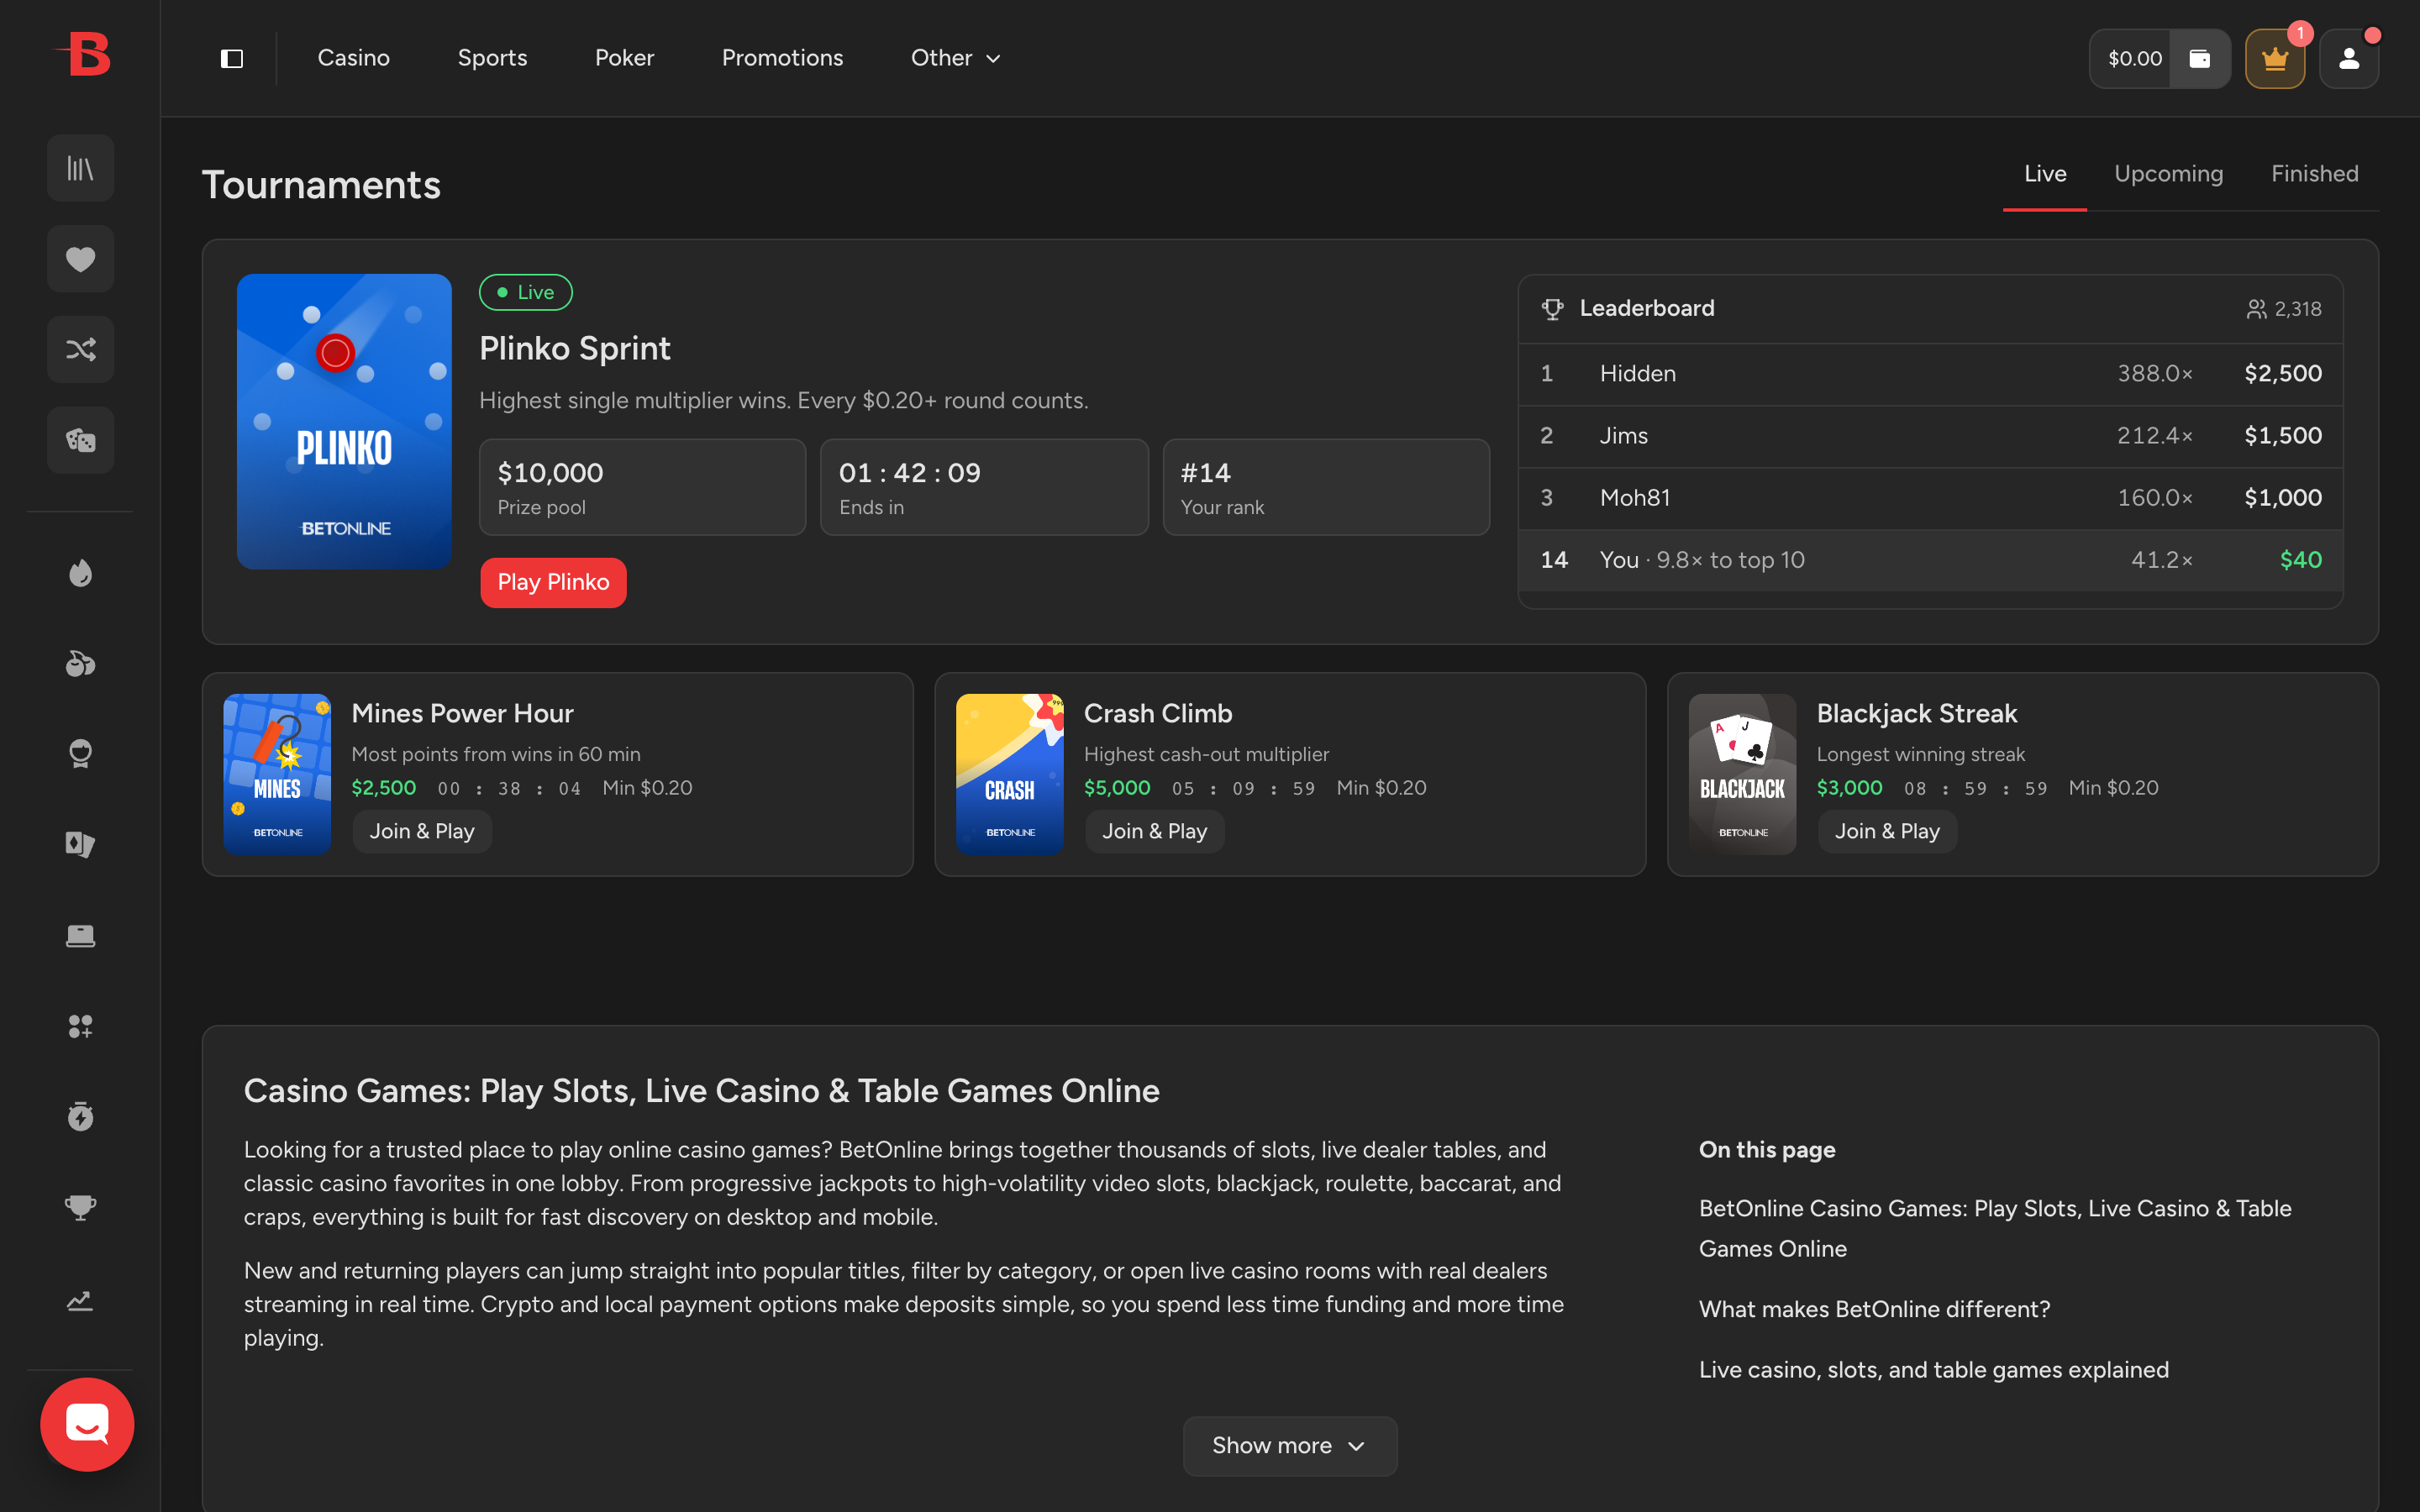 B
Casino Sports Poker Promotions Other
$0.00
1
Tournaments
Live Upcoming Finished
PLINKO
BETONLINE
Live
Plinko Sprint
Highest single multiplier wins. Every $0.20+ round counts.
$10,000
Prize pool
01 : 42 : 09
Ends in
#14
Your rank
Play Plinko
Leaderboard 2,318
1 Hidden 388.0× $2,500
2 Jims 212.4× $1,500
3 Moh81 160.0× $1,000
14 You · 9.8× to top 10 41.2× $40
MINES
BETONLINE
Mines Power Hour
Most points from wins in 60 min
$2,500 00 : 38 : 04 Min $0.20
Join & Play
CRASH
BETONLINE
Crash Climb
Highest cash-out multiplier
$5,000 05 : 09 : 59 Min $0.20
Join & Play
A J
BLACKJACK
BETONLINE
Blackjack Streak
Longest winning streak
$3,000 08 : 59 : 59 Min $0.20
Join & Play
Casino Games: Play Slots, Live Casino & Table Games Online
Looking for a trusted place to play online casino games? BetOnline brings together thousands of slots, live dealer tables, and
classic casino favorites in one lobby. From progressive jackpots to high-volatility video slots, blackjack, roulette, baccarat, and
craps, everything is built for fast discovery on desktop and mobile.
New and returning players can jump straight into popular titles, filter by category, or open live casino rooms with real dealers
streaming in real time. Crypto and local payment options make deposits simple, so you spend less time funding and more time
playing.
On this page
BetOnline Casino Games: Play Slots, Live Casino & Table
Games Online
What makes BetOnline different?
Live casino, slots, and table games explained
Show more